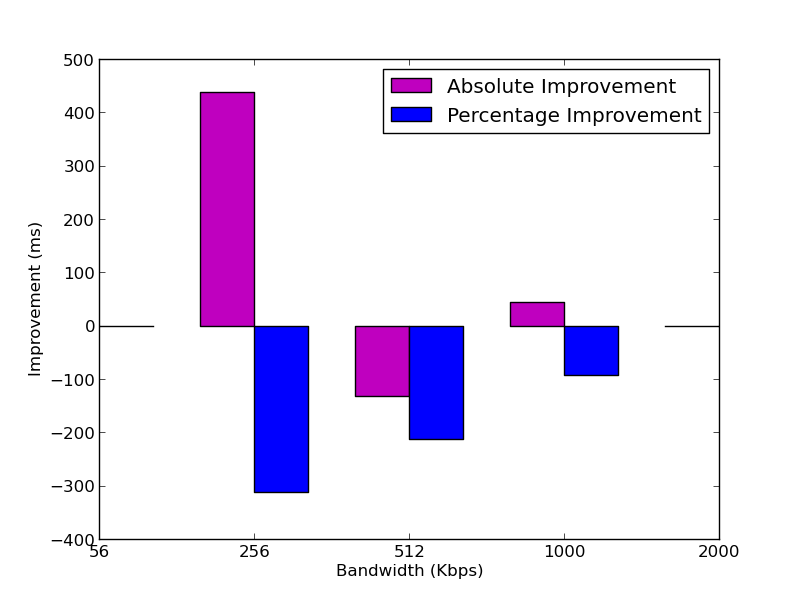 500
400
300
200
100
0
−100
−200
−300
−400
Improvement (ms)
Absolute Improvement
Percentage Improvement
56 256 512 1000 2000
Bandwidth (Kbps)